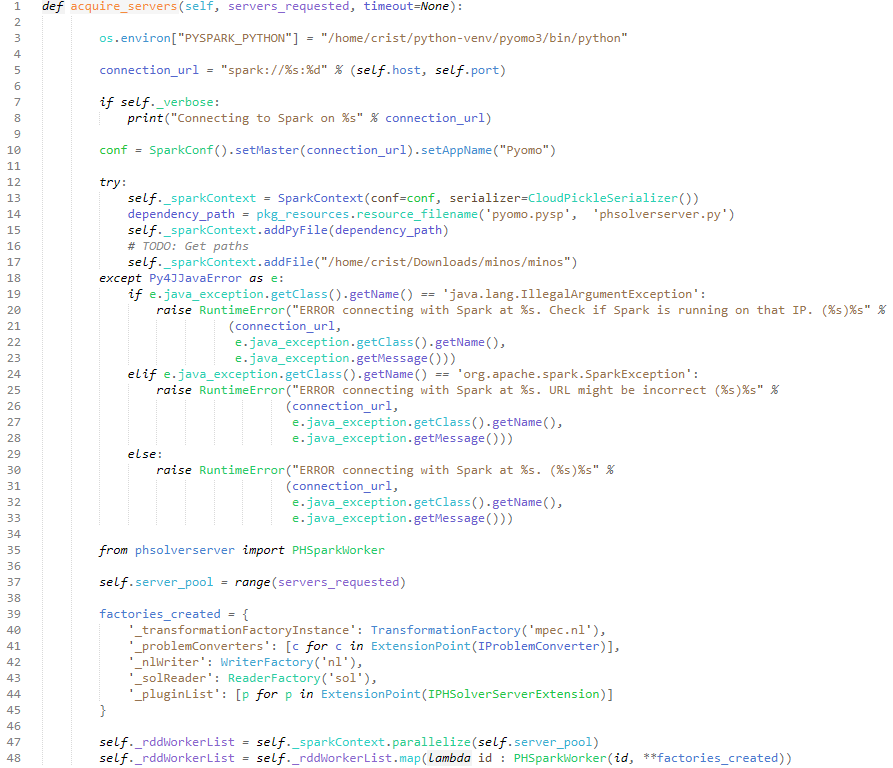 1 def acquire_servers(self, servers_requested, timeout=None):
2
3 os.environ["PYSPARK_PYTHON"] = "/home/crist/python-venv/pyomo3/bin/python"
4
5 connection_url = "spark://%s:%d" % (self.host, self.port)
6
7 if self._verbose:
8 print("Connecting to Spark on %s" % connection_url)
9
10 conf = SparkConf().setMaster(connection_url).setAppName("Pyomo")
11
12 try:
13 self._sparkContext = SparkContext(conf=conf, serializer=CloudPickleSerializer())
14 dependency_path = pkg_resources.resource_filename('pyomo.pysp', 'phsolverserver.py')
15 self._sparkContext.addPyFile(dependency_path)
16 # TODO: Get paths
17 self._sparkContext.addFile("/home/crist/Downloads/minos/minos")
18 except Py4JJavaError as e:
19 if e.java_exception.getClass().getName() == 'java.lang.IllegalArgumentException':
20 raise RuntimeError("ERROR connecting with Spark at %s. Check if Spark is running on that IP. (%s)%s" %
21 (connection_url,
22 e.java_exception.getClass().getName(),
23 e.java_exception.getMessage()))
24 elif e.java_exception.getClass().getName() == 'org.apache.spark.SparkException':
25 raise RuntimeError("ERROR connecting with Spark at %s. URL might be incorrect (%s)%s" %
26 (connection_url,
27 e.java_exception.getClass().getName(),
28 e.java_exception.getMessage()))
29 else:
30 raise RuntimeError("ERROR connecting with Spark at %s. (%s)%s" %
31 (connection_url,
32 e.java_exception.getClass().getName(),
33 e.java_exception.getMessage()))
34
35 from phsolverserver import PHSparkWorker
36
37 self.server_pool = range(servers_requested)
38
39 factories_created = {
40 '_transformationFactoryInstance': TransformationFactory('mpec.nl'),
41 '_problemConverters': [c for c in ExtensionPoint(IProblemConverter)],
42 '_nlWriter': WriterFactory('nl'),
43 '_solReader': ReaderFactory('sol'),
44 '_pluginList': [p for p in ExtensionPoint(IPHSolverServerExtension)]
45 }
46
47 self._rddWorkerList = self._sparkContext.parallelize(self.server_pool)
48 self._rddWorkerList = self._rddWorkerList.map(lambda id : PHSparkWorker(id, **factories_created))